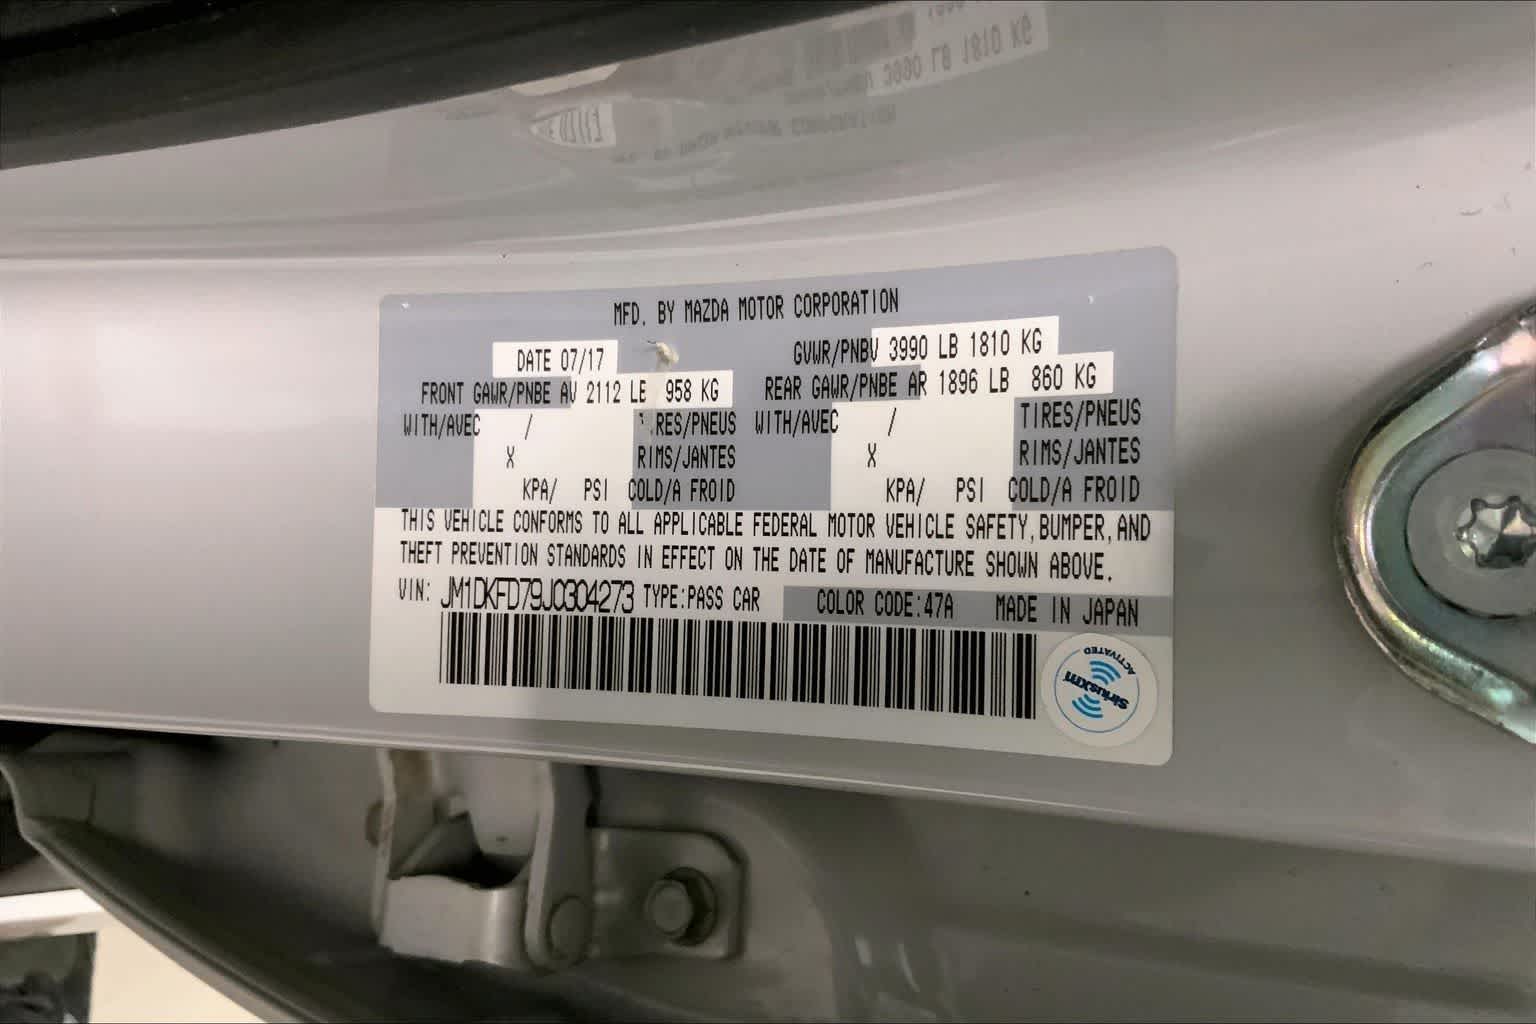 MFD. BY MAZDA MOTOR CORPORATION
DATE 07/17 GVWR/PNBV 3990 LB 1810 KG
FRONT GAWR/PNBE AV 2112 LB 958 KG REAR GAWR/PNBE AR 1896 LB 860 KG
WITH/AVEC / TIRES/PNEUS WITH/AVEC / TIRES/PNEUS
X RIMS/JANTES X RIMS/JANTES
KPA/ PSI COLD/A FROID KPA/ PSI COLD/A FROID
THIS VEHICLE CONFORMS TO ALL APPLICABLE FEDERAL MOTOR VEHICLE SAFETY, BUMPER, AND
THEFT PREVENTION STANDARDS IN EFFECT ON THE DATE OF MANUFACTURE SHOWN ABOVE.
VIN: JM1DKFD79J0304273 TYPE:PASS CAR COLOR CODE:47A MADE IN JAPAN
SiriusXM
ACTIVATED